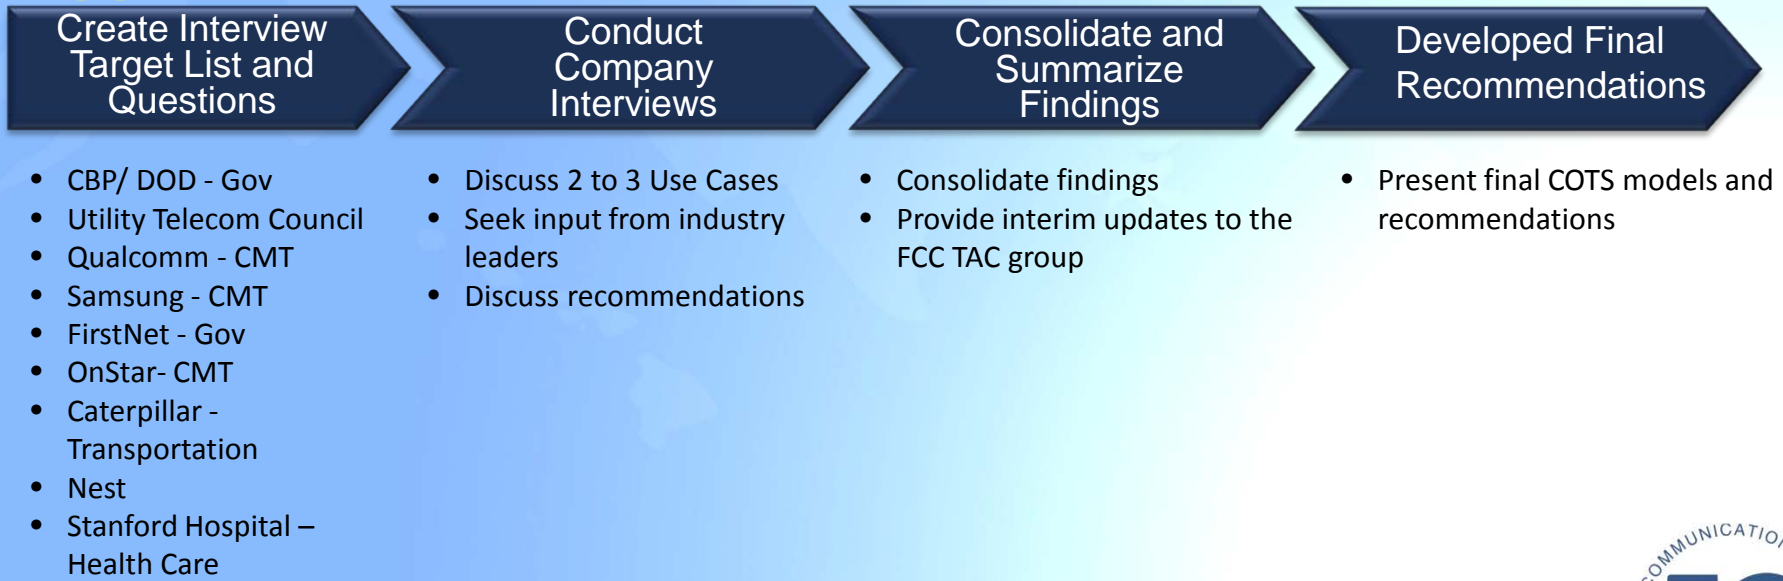 Create Interview
Target List and
Questions
Conduct
Company
Interviews
Consolidate and
Summarize
Findings
Developed Final
Recommendations
• CBP/ DOD - Gov
• Utility Telecom Council
• Qualcomm - CMT
• Samsung - CMT
• FirstNet - Gov
• OnStar- CMT
• Caterpillar -
Transportation
• Nest
• Stanford Hospital –
Health Care
• Discuss 2 to 3 Use Cases
• Seek input from industry
leaders
• Discuss recommendations
• Consolidate findings
• Provide interim updates to the
FCC TAC group
• Present final COTS models and
recommendations